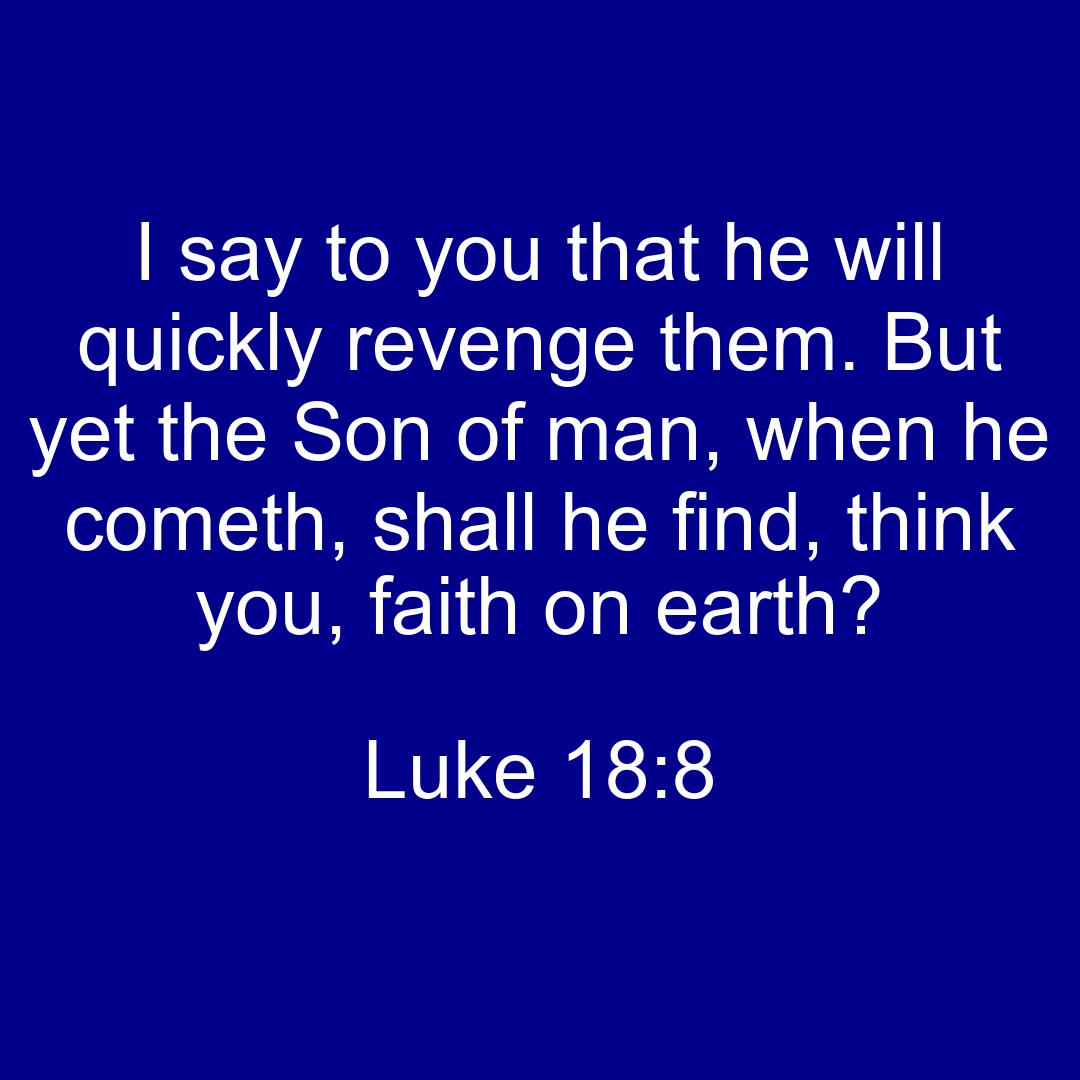 I say to you that he will
quickly revenge them. But
yet the Son of man, when he
cometh, shall he find, think
you, faith on earth?
Luke 18:8